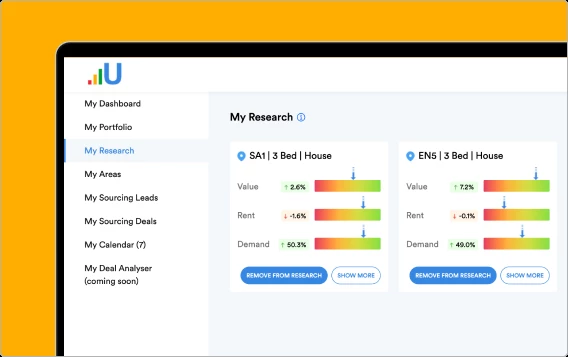 U
My Dashboard
My Portfolio
My Research
My Areas
My Sourcing Leads
My Sourcing Deals
My Calendar (7)
My Deal Analyser
(coming soon)
My Research ⓘ
SA1 | 3 Bed | House
Value ↑ 2.6%
Rent ↓ -1.6%
Demand ↑ 50.3%
REMOVE FROM RESEARCH SHOW MORE
EN5 | 3 Bed | House
Value ↑ 7.2%
Rent ↓ -0.1%
Demand ↑ 49.0%
REMOVE FROM RESEARCH SHOW MORE